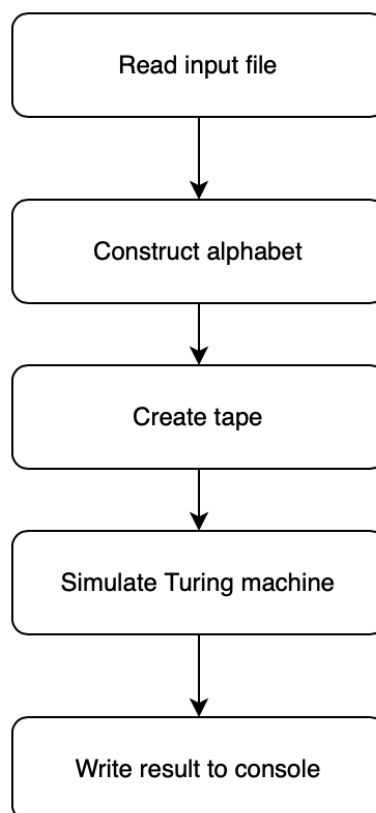 Read input file
Construct alphabet
Create tape
Simulate Turing machine
Write result to console